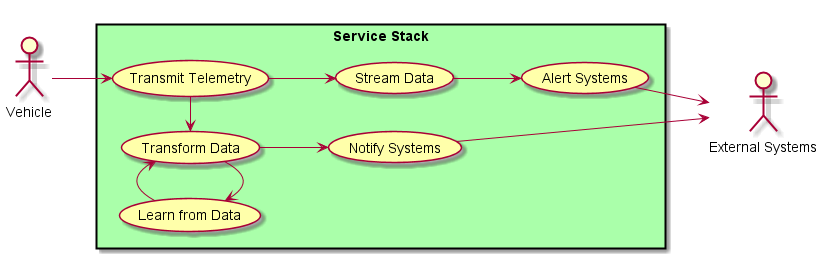 Service Stack
Transmit Telemetry
Stream Data
Alert Systems
Vehicle
External Systems
Transform Data
Notify Systems
Learn from Data